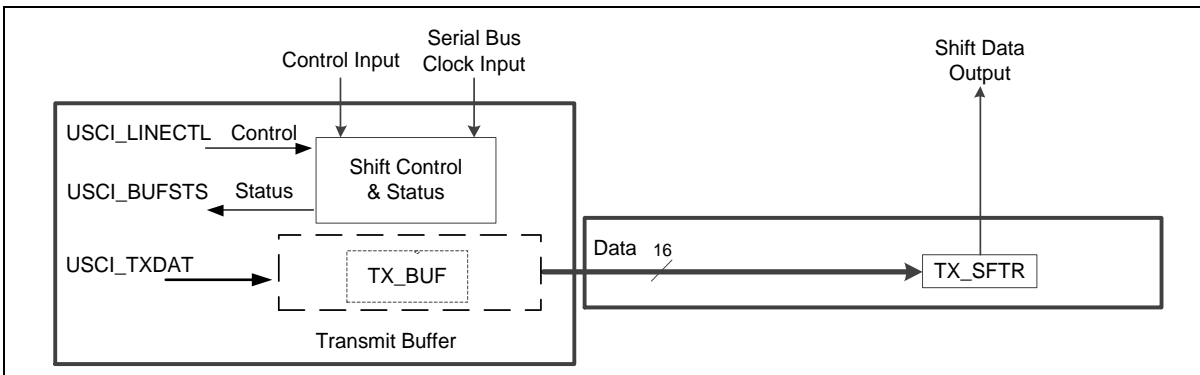 Control Input
Serial Bus
Clock Input
Shift Data
Output
USCI_LINECTL Control
Shift Control
& Status
USCI_BUFSTS Status
USCI_TXDAT
TX_BUF
Data 16
TX_SFTR
Transmit Buffer